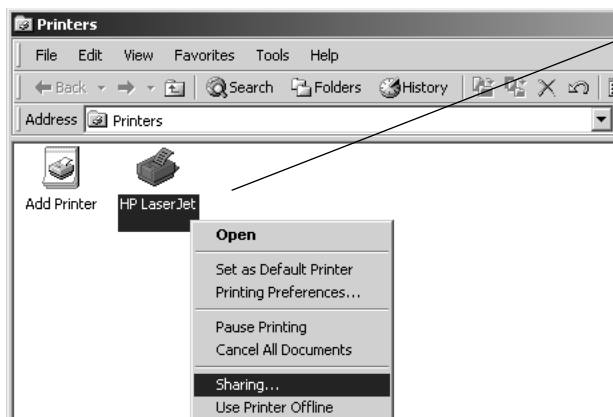 Printers
File Edit View Favorites Tools Help
Back Search Folders History
Address Printers
Add Printer HP LaserJet
Open
Set as Default Printer
Printing Preferences...
Pause Printing
Cancel All Documents
Sharing...
Use Printer Offline